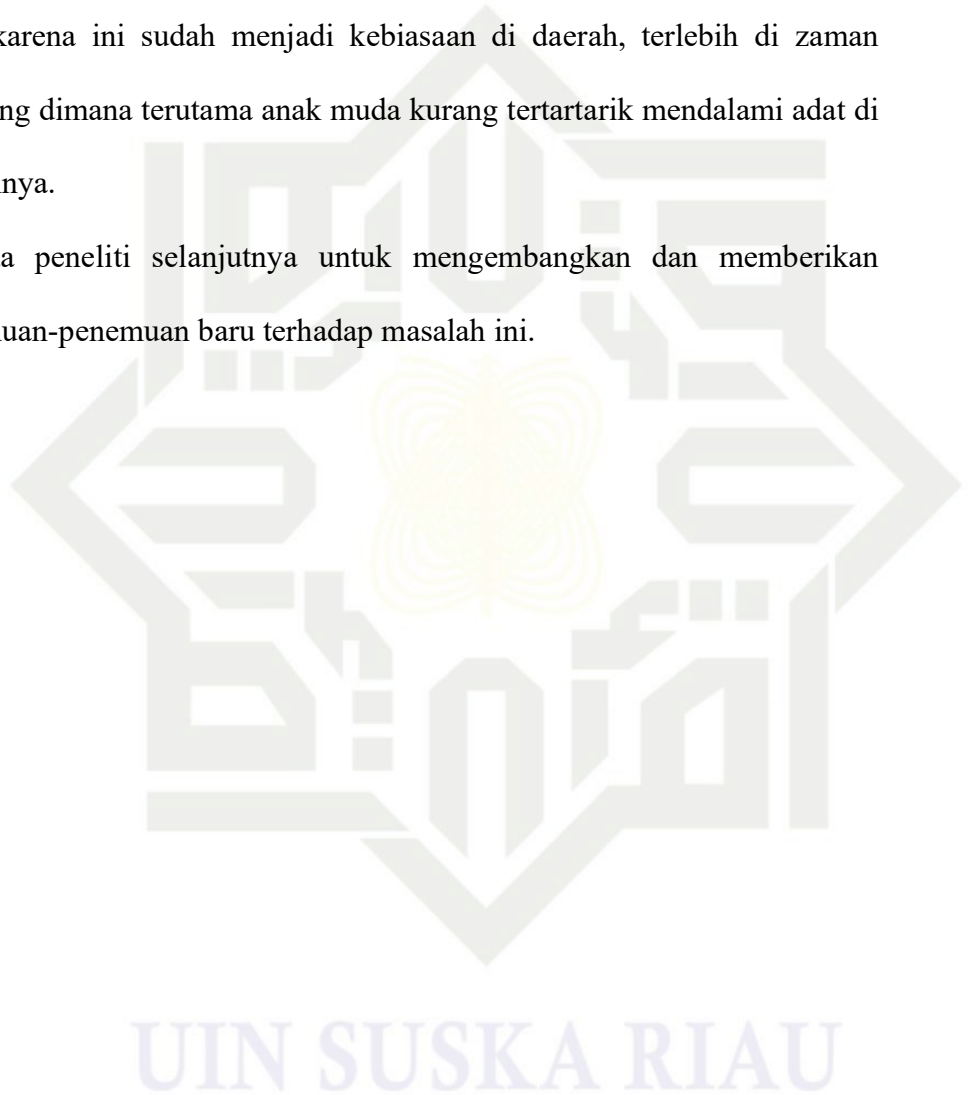 karena ini sudah menjadi kebiasaan di daerah, terlebih di zaman
ng dimana terutama anak muda kurang tertartarik mendalami adat di
nya.
a peneliti selanjutnya untuk mengembangkan dan memberikan
uan-penemuan baru terhadap masalah ini.
UIN SUSKA RIAU